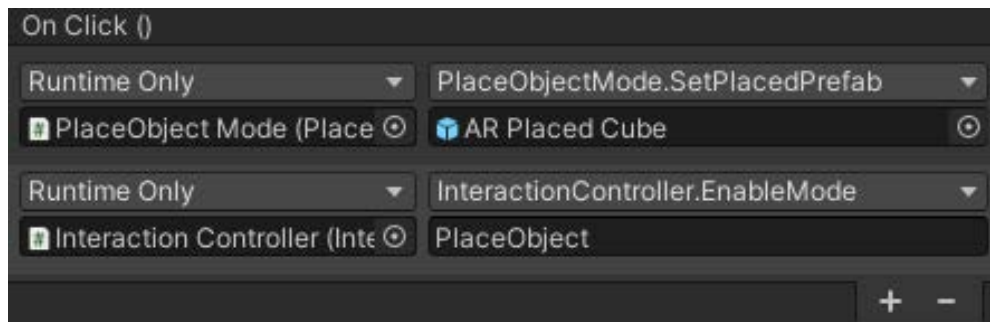 On Click ()
Runtime Only PlaceObjectMode.SetPlacedPrefab
PlaceObject Mode (Place AR Placed Cube
Runtime Only InteractionController.EnableMode
Interaction Controller (Inte PlaceObject
+ -